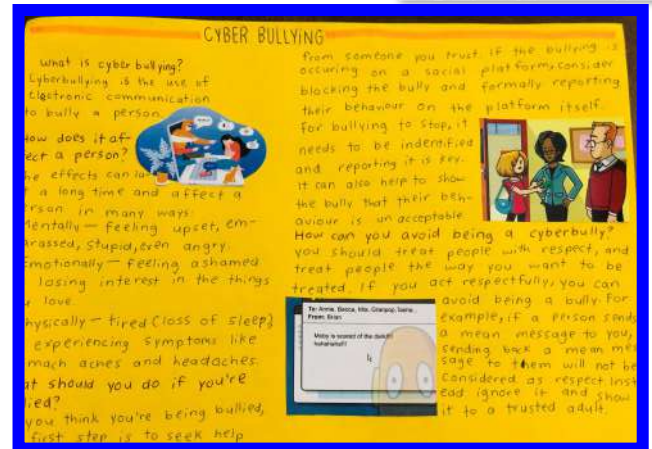 CYBER BULLYING
what is cyber bullying?
Cyberbullying is the use of
electronic communication
to bully a person.
How does it af-
ect a person?
he effects can la-
a long time and affect a
rson in many ways:
Mentally - feeling upset, em-
arassed, stupid, even angry.
Emotionally - feeling ashamed
losing interest in the things
love.
hysically - tired (loss of sleep)
experiencing symptoms like
mach aches and headaches.
at should you do if you're
lied?
you think you're being bullied,
first step is to seek help
from someone you trust. If the bullying is
occuring on a social platform, consider
blocking the bully and formally reporting
their behaviour on the platform itself.
for bullying to stop, it
needs to be indentified
and reporting it is key.
it can also help to show
the bully that their beh-
aviour is unacceptable.
How can you avoid being a cyberbully?
you should treat people with respect, and
treat people the way you want to be
treated. If you act respectfully, you can
avoid being a bully. For
example, if a person sends
a mean message to you,
sending back a mean mes
sage to them will not be
considered as respect. Inst
ead ignore it and show
it to a trusted adult.
To: Annie, Becca, Mrs.
From: Brian
Moby is scared of the dark!!
hahahaha!!